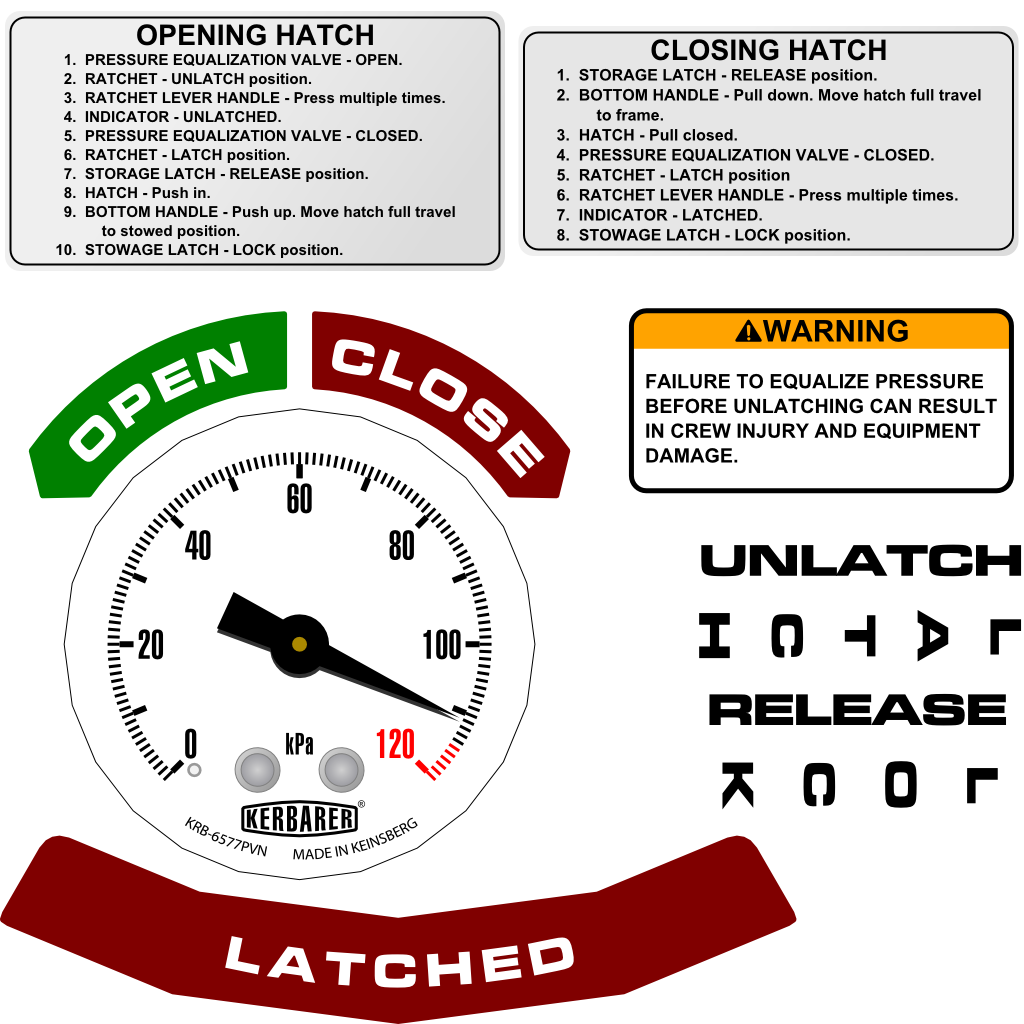 OPENING HATCH
1. PRESSURE EQUALIZATION VALVE - OPEN.
2. RATCHET - UNLATCH position.
3. RATCHET LEVER HANDLE - Press multiple times.
4. INDICATOR - UNLATCHED.
5. PRESSURE EQUALIZATION VALVE - CLOSED.
6. RATCHET - LATCH position.
7. STORAGE LATCH - RELEASE position.
8. HATCH - Push in.
9. BOTTOM HANDLE - Push up. Move hatch full travel
to stowed position.
10. STOWAGE LATCH - LOCK position.
CLOSING HATCH
1. STORAGE LATCH - RELEASE position.
2. BOTTOM HANDLE - Pull down. Move hatch full travel
to frame.
3. HATCH - Pull closed.
4. PRESSURE EQUALIZATION VALVE - CLOSED.
5. RATCHET - LATCH position
6. RATCHET LEVER HANDLE - Press multiple times.
7. INDICATOR - LATCHED.
8. STOWAGE LATCH - LOCK position.
OPEN
CLOSE
WARNING
FAILURE TO EQUALIZE PRESSURE
BEFORE UNLATCHING CAN RESULT
IN CREW INJURY AND EQUIPMENT
DAMAGE.
60
40
80
20
100
0
kPa
120
KERBARER®
KRB-6577PVN
MADE IN KEINSBERG
UNLATCH
LATCH
RELEASE
LOCK
LATCHED